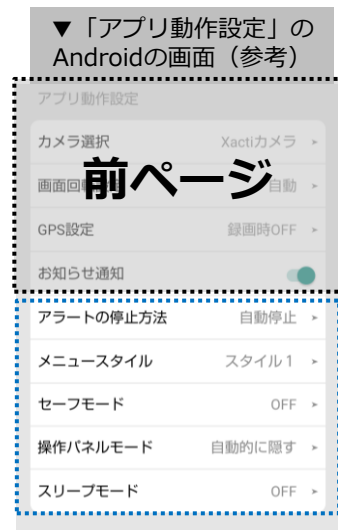 ▼「アプリ動作設定」の
Androidの画面（参考）
アプリ動作設定
カメラ選択 Xactiカメラ ▸
前ページ
画面回 自動 ▸
GPS設定 録画時OFF ▸
お知らせ通知
アラートの停止方法 自動停止 ▸
メニュースタイル スタイル1 ▸
セーフモード OFF ▸
操作パネルモード 自動的に隠す ▸
スリープモード OFF ▸